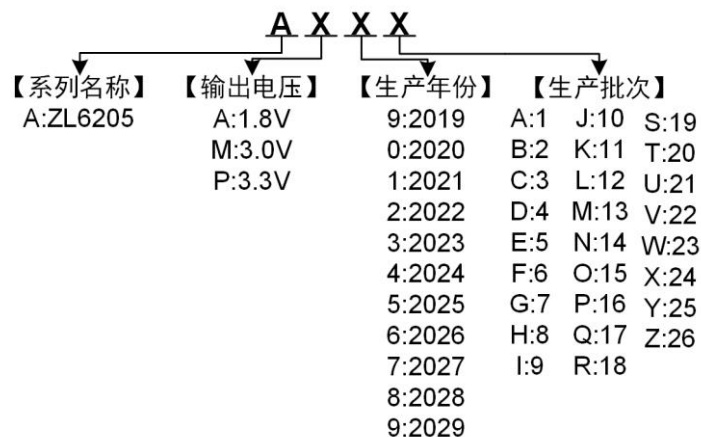 A X X X
【系列名称】 【输出电压】 【生产年份】 【生产批次】
A:ZL6205 A:1.8V 9:2019 A:1 J:10 S:19
M:3.0V 0:2020 B:2 K:11 T:20
P:3.3V 1:2021 C:3 L:12 U:21
2:2022 D:4 M:13 V:22
3:2023 E:5 N:14 W:23
4:2024 F:6 O:15 X:24
5:2025 G:7 P:16 Y:25
6:2026 H:8 Q:17 Z:26
7:2027 I:9 R:18
8:2028
9:2029